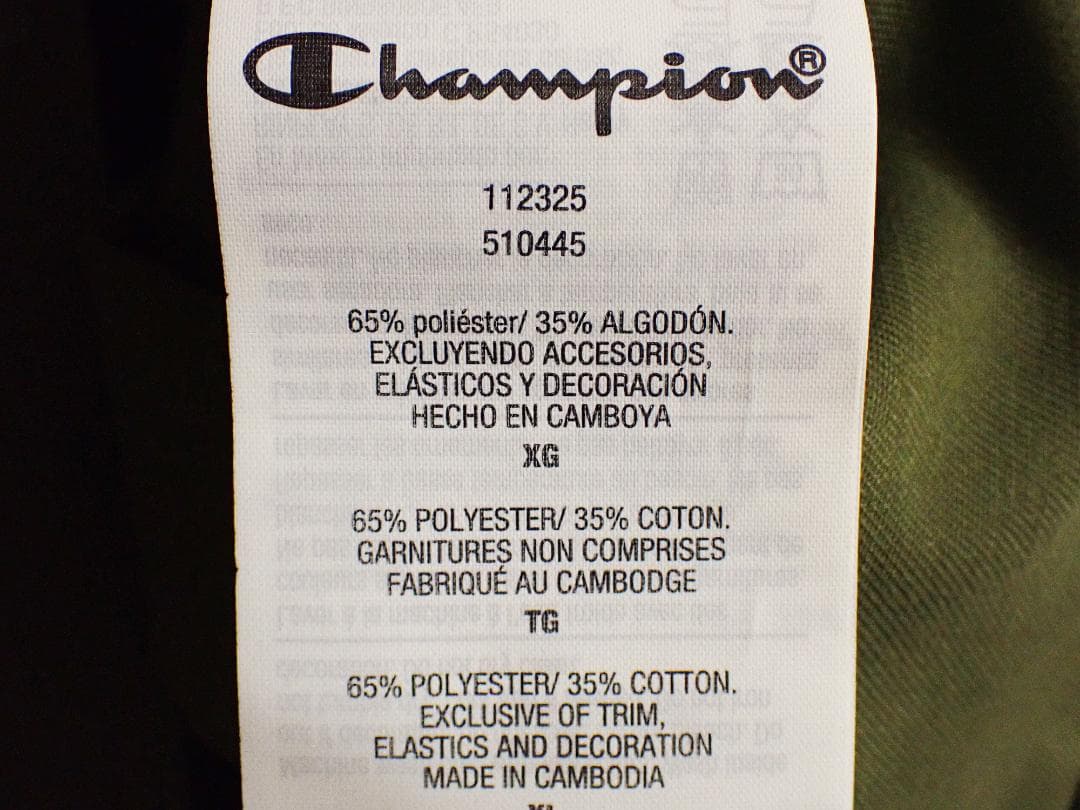 Champion®
112325
510445
65% poliéster/ 35% ALGODÓN.
EXCLUYENDO ACCESORIOS,
ELÁSTICOS Y DECORACIÓN
HECHO EN CAMBOYA
XG
65% POLYESTER/ 35% COTON.
GARNITURES NON COMPRISES
FABRIQUÉ AU CAMBODGE
TG
65% POLYESTER/ 35% COTTON.
EXCLUSIVE OF TRIM,
ELASTICS AND DECORATION
MADE IN CAMBODIA